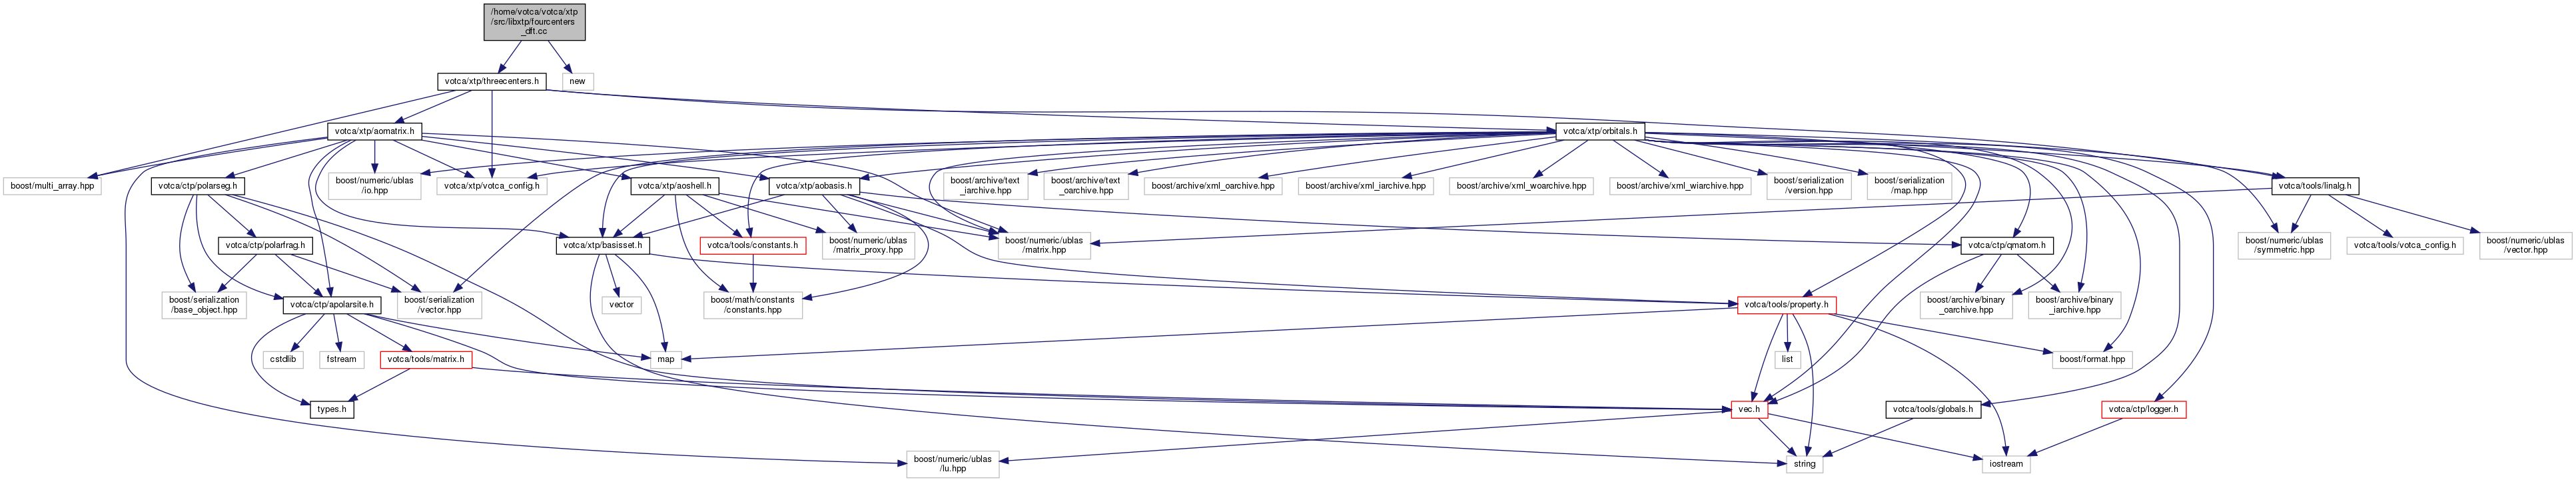 /home/votca/votca/xtp
/src/libxtp/fourcenters
_dft.cc
votca/xtp/threecenters.h
new
votca/xtp/aomatrix.h
votca/xtp/orbitals.h
boost/multi_array.hpp
votca/ctp/polarseg.h
boost/numeric/ublas
/io.hpp
votca/xtp/votca_config.h
votca/xtp/aoshell.h
votca/xtp/aobasis.h
boost/archive/text
_iarchive.hpp
boost/archive/text
_oarchive.hpp
boost/archive/xml_oarchive.hpp
boost/archive/xml_iarchive.hpp
boost/archive/xml_woarchive.hpp
boost/archive/xml_wiarchive.hpp
boost/serialization
/version.hpp
boost/serialization
/map.hpp
votca/tools/linalg.h
votca/ctp/polarfrag.h
votca/xtp/basisset.h
votca/tools/constants.h
boost/numeric/ublas
/matrix_proxy.hpp
boost/numeric/ublas
/matrix.hpp
votca/ctp/qmatom.h
boost/numeric/ublas
/symmetric.hpp
votca/tools/votca_config.h
boost/numeric/ublas
/vector.hpp
boost/serialization
/base_object.hpp
votca/ctp/apolarsite.h
boost/serialization
/vector.hpp
vector
boost/math/constants
/constants.hpp
votca/tools/property.h
boost/archive/binary
_oarchive.hpp
boost/archive/binary
_iarchive.hpp
cstdlib
fstream
votca/tools/matrix.h
map
list
boost/format.hpp
types.h
vec.h
votca/tools/globals.h
votca/ctp/logger.h
boost/numeric/ublas
/lu.hpp
string
iostream